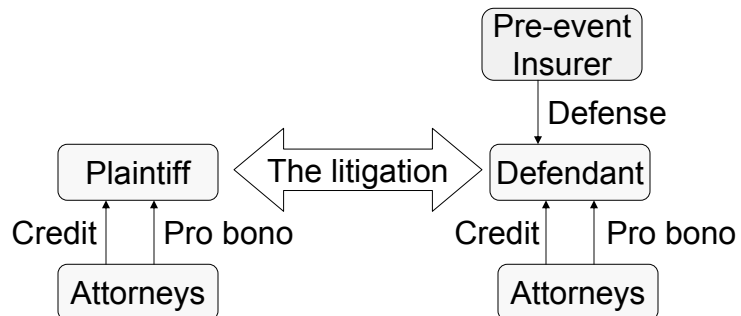 Pre-event
Insurer
Defense
Plaintiff
The litigation
Defendant
Credit
Pro bono
Credit
Pro bono
Attorneys
Attorneys